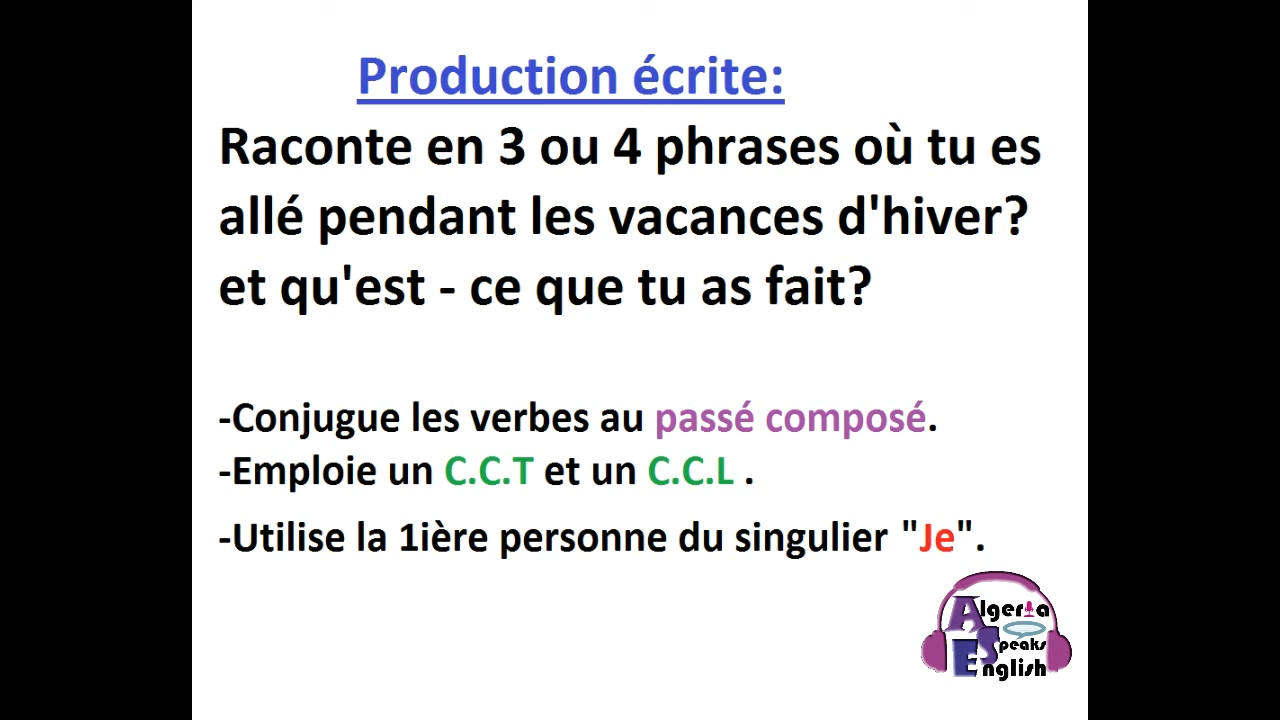 Production écrite:
Raconte en 3 ou 4 phrases où tu es
allé pendant les vacances d'hiver?
et qu'est - ce que tu as fait?
-Conjugue les verbes au passé composé.
-Emploie un C.C.T et un C.C.L .
-Utilise la 1ière personne du singulier "Je".
Algeria
Speaks
English